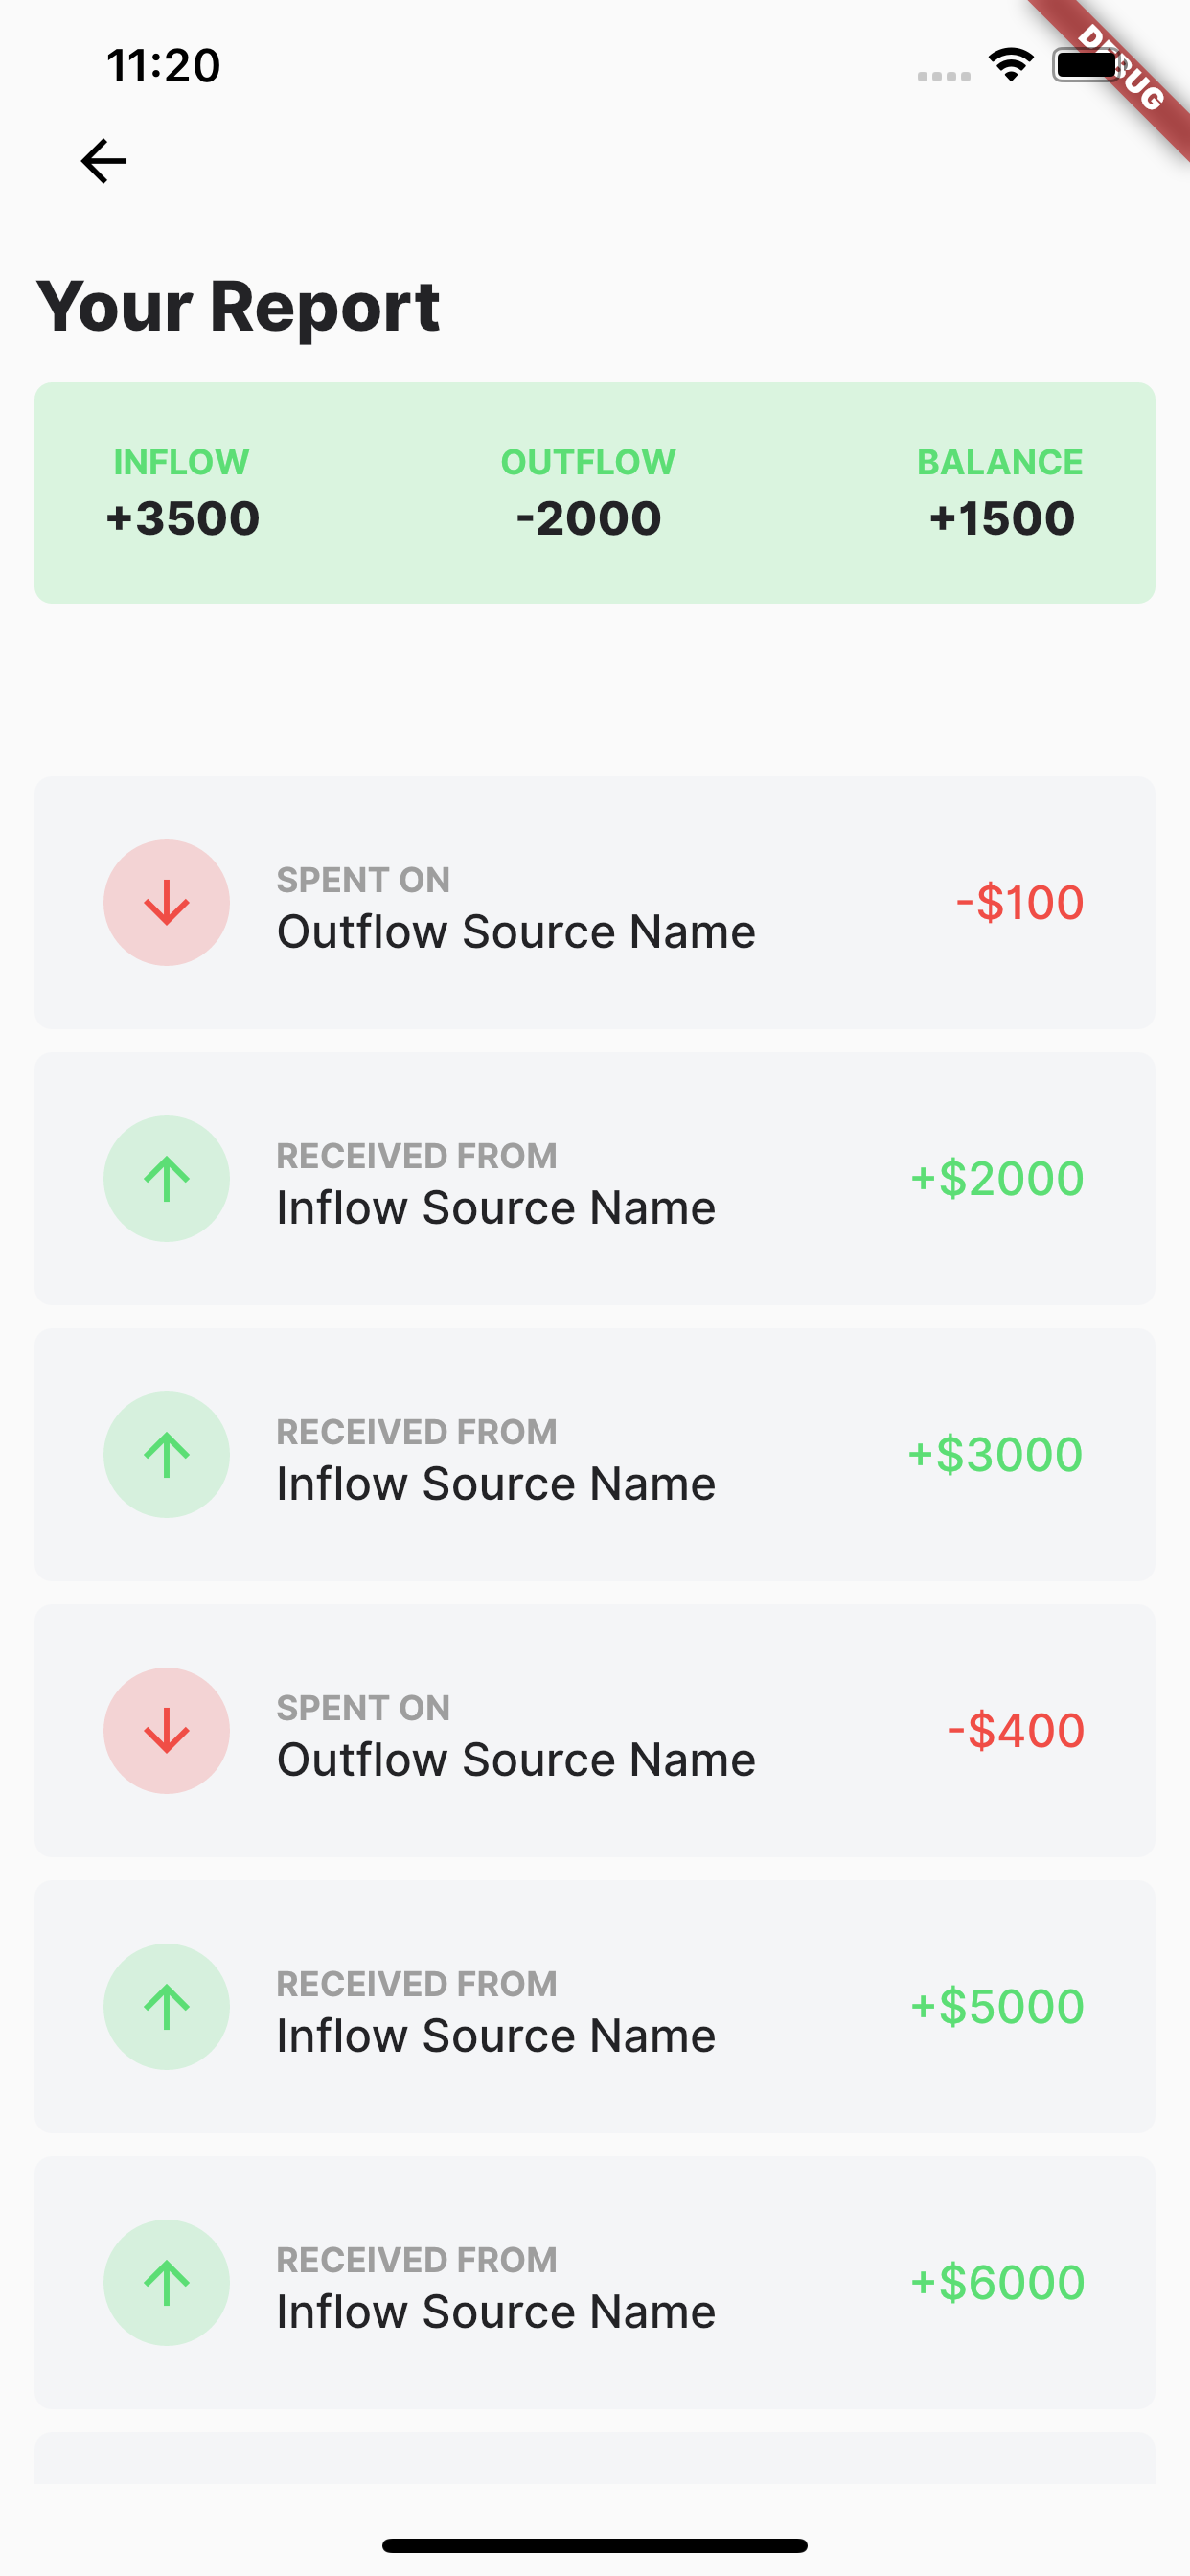 11:20
DEBUG
Your Report
INFLOW OUTFLOW BALANCE
+3500 -2000 +1500
SPENT ON
Outflow Source Name
-$100
RECEIVED FROM
Inflow Source Name
+$2000
RECEIVED FROM
Inflow Source Name
+$3000
SPENT ON
Outflow Source Name
-$400
RECEIVED FROM
Inflow Source Name
+$5000
RECEIVED FROM
Inflow Source Name
+$6000